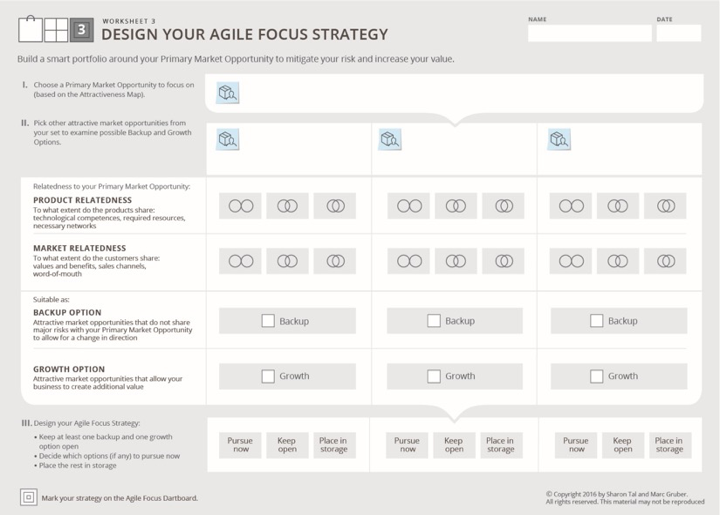 WORKSHEET 3
3
DESIGN YOUR AGILE FOCUS STRATEGY
NAME
DATE
Build a smart portfolio around your Primary Market Opportunity to mitigate your risk and increase your value.
I. Choose a Primary Market Opportunity to focus on
(based on the Attractiveness Map).
II. Pick other attractive market opportunities from
your set to examine possible Backup and Growth
Options.
Relatedness to your Primary Market Opportunity:
PRODUCT RELATEDNESS
To what extent do the products share:
technological competences, required resources,
necessary networks
MARKET RELATEDNESS
To what extent do the customers share:
values and benefits, sales channels,
word-of-mouth
Suitable as:
BACKUP OPTION
Attractive market opportunities that do not share
major risks with your Primary Market Opportunity
to allow for a change in direction
Backup
Backup
Backup
GROWTH OPTION
Attractive market opportunities that allow your
business to create additional value
Growth
Growth
Growth
III. Design your Agile Focus Strategy:
• Keep at least one backup and one growth
option open
• Decide which options (if any) to pursue now
• Place the rest in storage
Pursue
now
Keep
open
Place in
storage
Pursue
now
Keep
open
Place in
storage
Pursue
now
Keep
open
Place in
storage
Mark your strategy on the Agile Focus Dartboard.
© Copyright 2016 by Sharon Tal and Marc Gruber.
All rights reserved. This material may not be reproduced